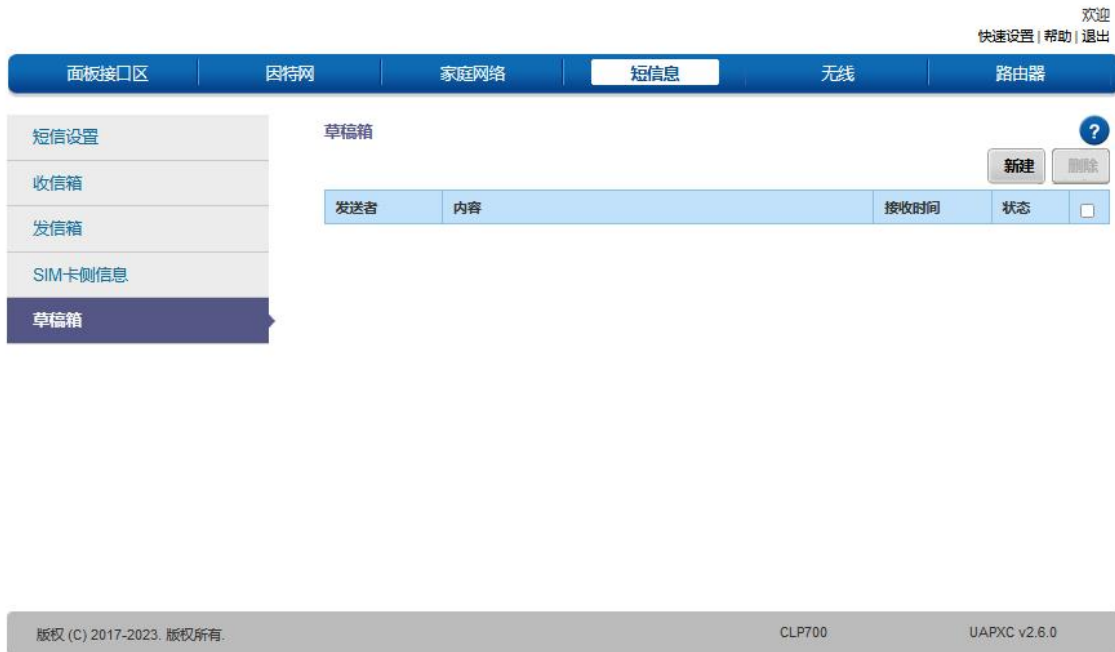 欢迎
快速设置 | 帮助 | 退出
面板接口区 因特网 家庭网络 短信息 无线 路由器
短信设置
收信箱
发信箱
SIM卡侧信息
草稿箱
草稿箱
?
新建 删除
发送者 内容 接收时间 状态
版权 (C) 2017-2023. 版权所有. CLP700 UAPXC v2.6.0